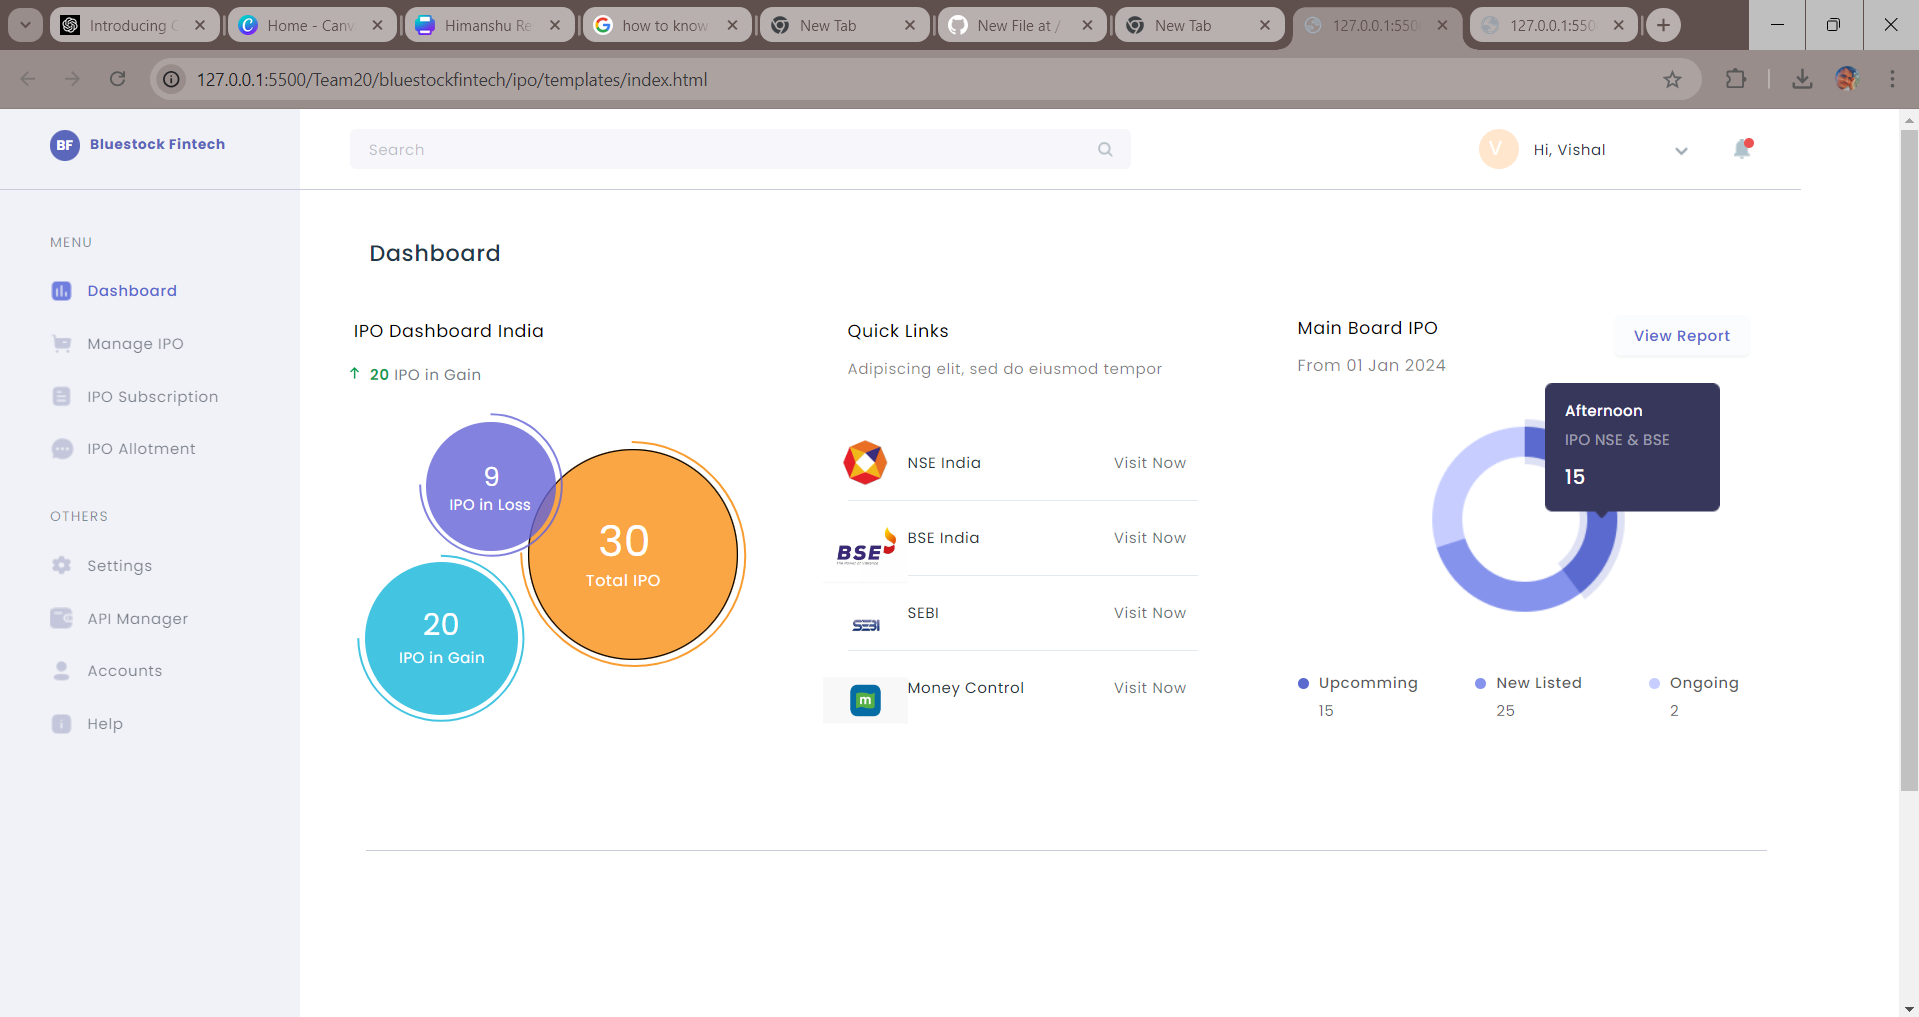 Introducing
Home - Canv
Himanshu Re
how to know
New Tab
New File at /
New Tab
127.0.0.1:550
127.0.0.1:550
127.0.0.1:5500/Team20/bluestockfintech/ipo/templates/index.html
BF Bluestock Fintech
Search
V
Hi, Vishal
MENU
Dashboard
Manage IPO
IPO Subscription
IPO Allotment
OTHERS
Settings
API Manager
Accounts
Help
Dashboard
IPO Dashboard India
20 IPO in Gain
9
IPO in Loss
30
Total IPO
20
IPO in Gain
Quick Links
Adipiscing elit, sed do eiusmod tempor
NSE India Visit Now
BSE
BSE India Visit Now
SEBI
SEBI Visit Now
m
Money Control Visit Now
Main Board IPO
From 01 Jan 2024
View Report
Afternoon
IPO NSE & BSE
15
Upcomming
15
New Listed
25
Ongoing
2